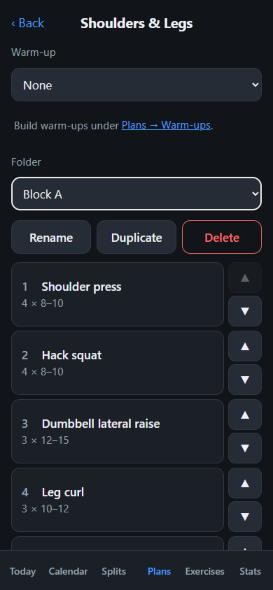 ‹ Back Shoulders & Legs
Warm-up
None
Build warm-ups under Plans → Warm-ups.
Folder
Block A
Rename Duplicate Delete
1 Shoulder press
4 × 8–10
2 Hack squat
4 × 8–10
3 Dumbbell lateral raise
3 × 12–15
4 Leg curl
3 × 10–12
Today Calendar Splits Plans Exercises Stats